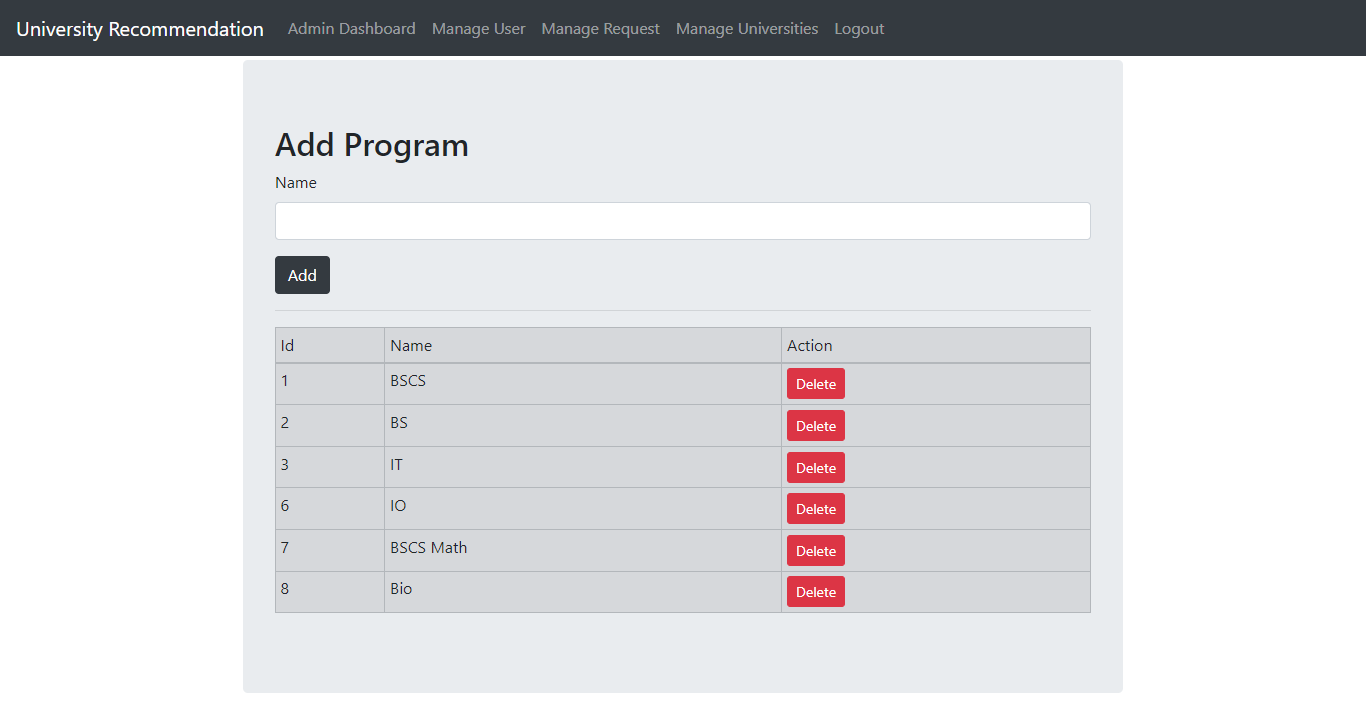 University Recommendation Admin Dashboard Manage User Manage Request Manage Universities Logout
Add Program
Name
Add
Id Name Action
1 BSCS Delete
2 BS Delete
3 IT Delete
6 IO Delete
7 BSCS Math Delete
8 Bio Delete